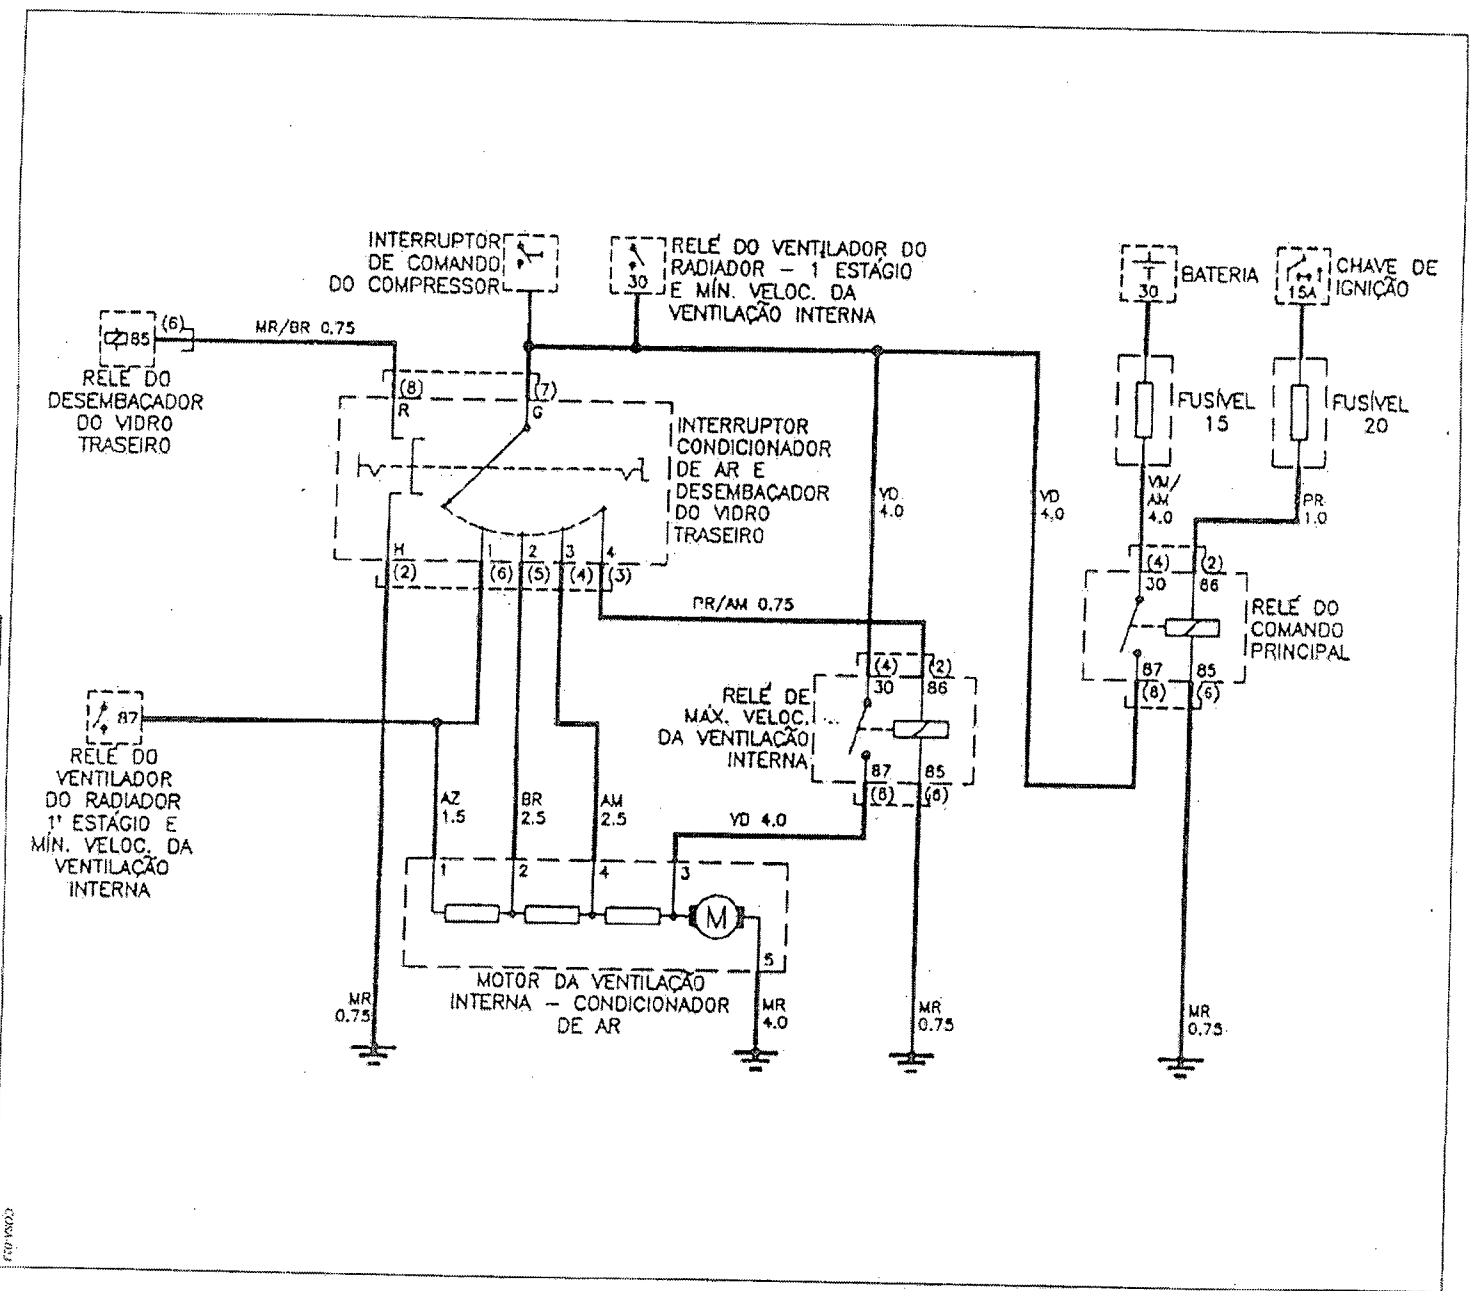 INTERRUPTOR
DE COMANDO
DO COMPRESSOR
30
RELÉ DO VENTILADOR DO
RADIADOR - 1 ESTÁGIO
E MÍN. VELOC. DA
VENTILAÇÃO INTERNA
30
BATERIA
15A
CHAVE DE
IGNIÇÃO
85
(6)
MR/BR 0.75
RELÉ DO
DESEMBAÇADOR
DO VIDRO
TRASEIRO
(8)
R
(7)
G
INTERRUPTOR
CONDICIONADOR
DE AR E
DESEMBAÇADOR
DO VIDRO
TRASEIRO
FUSÍVEL
15
FUSÍVEL
20
VD
4.0
VD
4.0
VM/
AM
4.0
PR
1.0
H
(2)
1
(6)
2
(5)
3
(4)
4
(3)
PR/AM 0.75
(4)
30
(2)
86
RELÉ DO
COMANDO
PRINCIPAL
87
(8)
85
(6)
(4)
30
(2)
86
RELÉ DE
MÁX. VELOC.
DA VENTILAÇÃO
INTERNA
87
(8)
85
(6)
87
RELÉ DO
VENTILADOR
DO RADIADOR
1' ESTÁGIO E
MÍN. VELOC. DA
VENTILAÇÃO
INTERNA
AZ
1.5
BR
2.5
AM
2.5
VD 4.0
1
2
4
3
M
5
MOTOR DA VENTILAÇÃO
INTERNA - CONDICIONADOR
DE AR
MR
0.75
MR
4.0
MR
0.75
MR
0.75